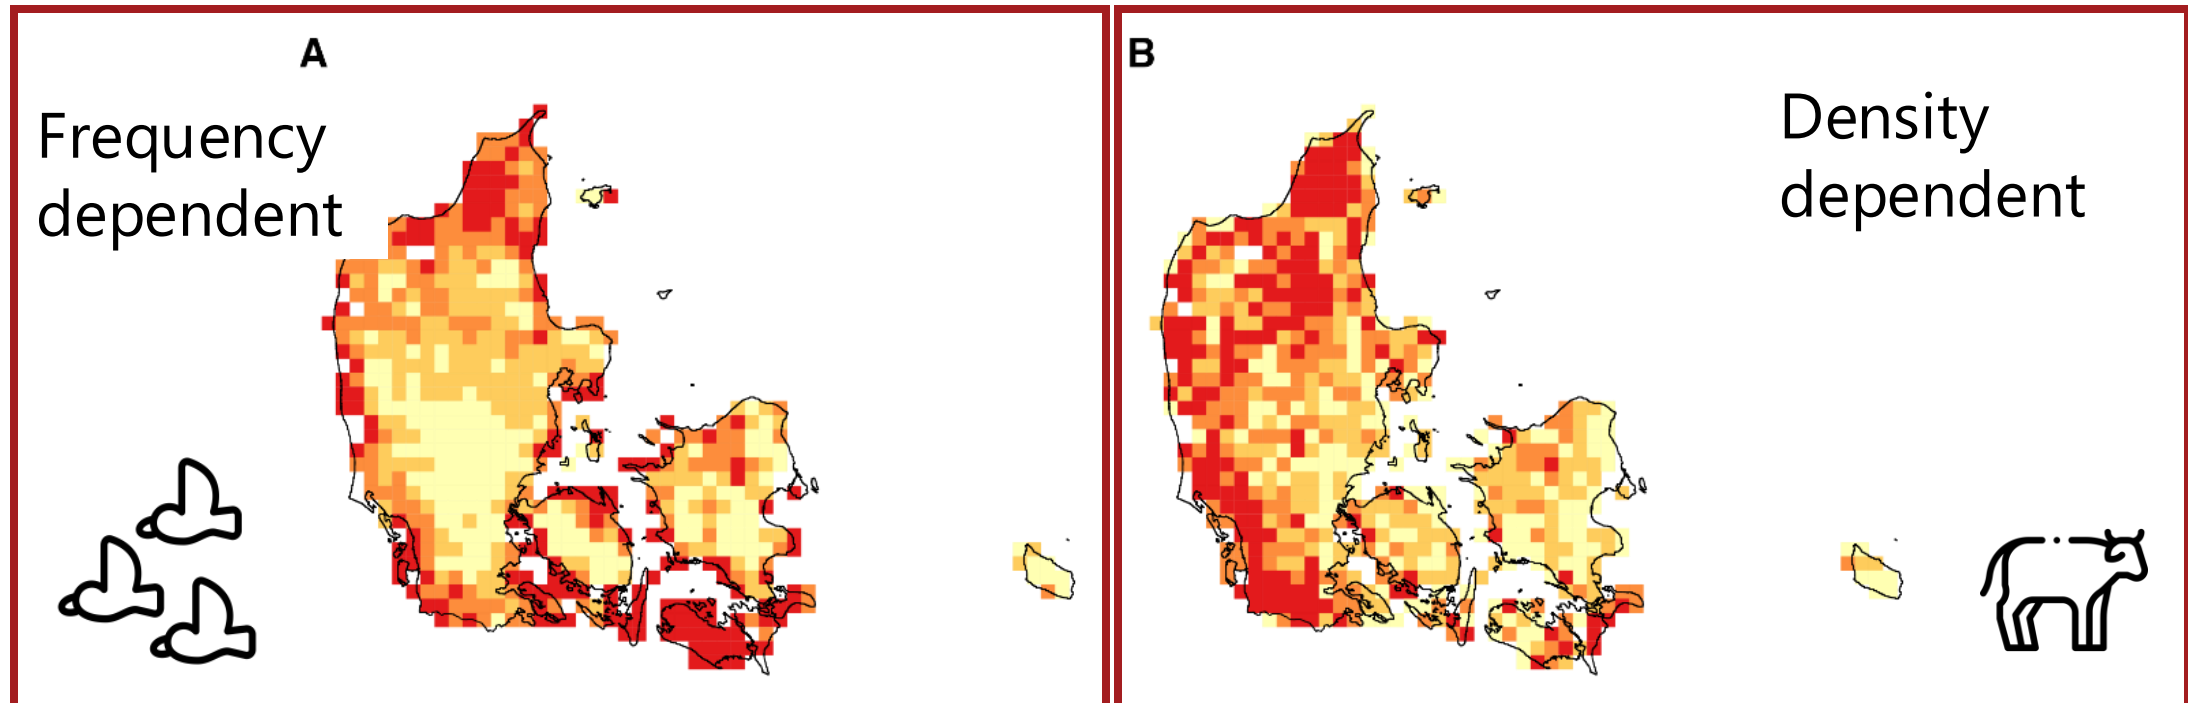 A
Frequency
dependent
B
Density
dependent